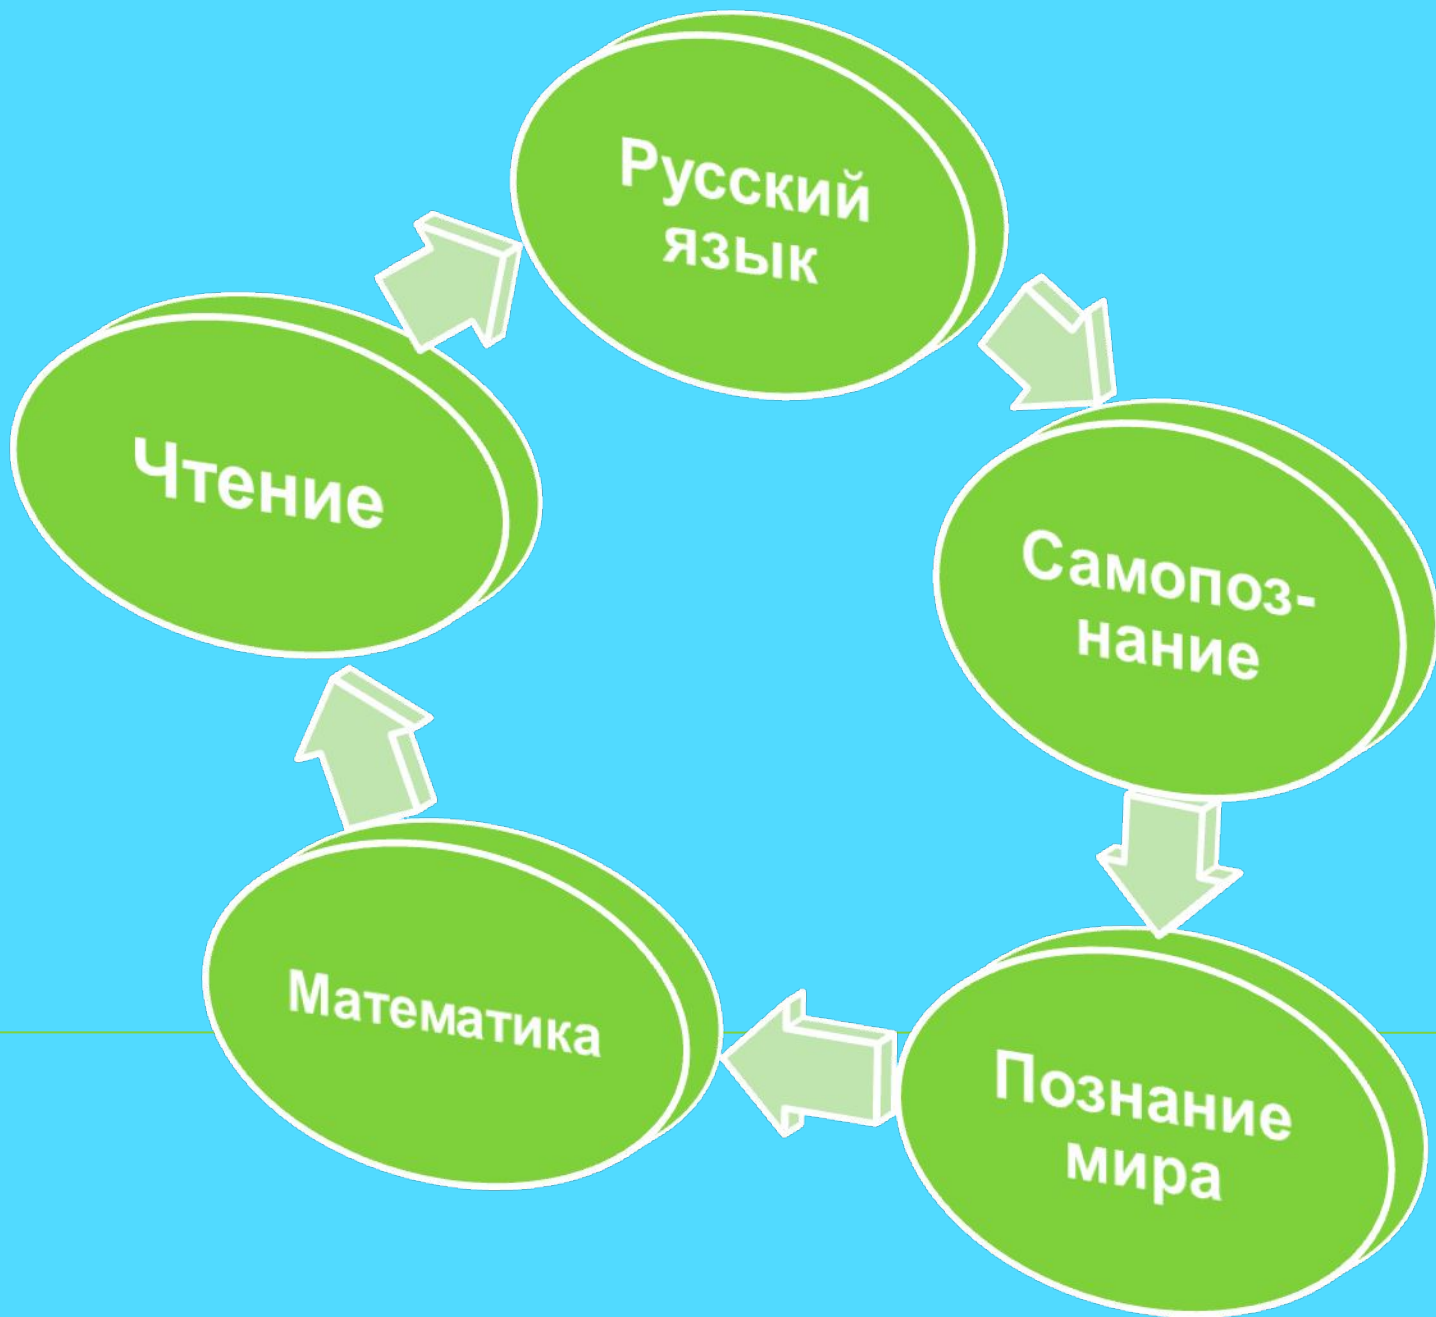 Русский
язык
Самопоз-
нание
Познание
мира
Математика
Чтение